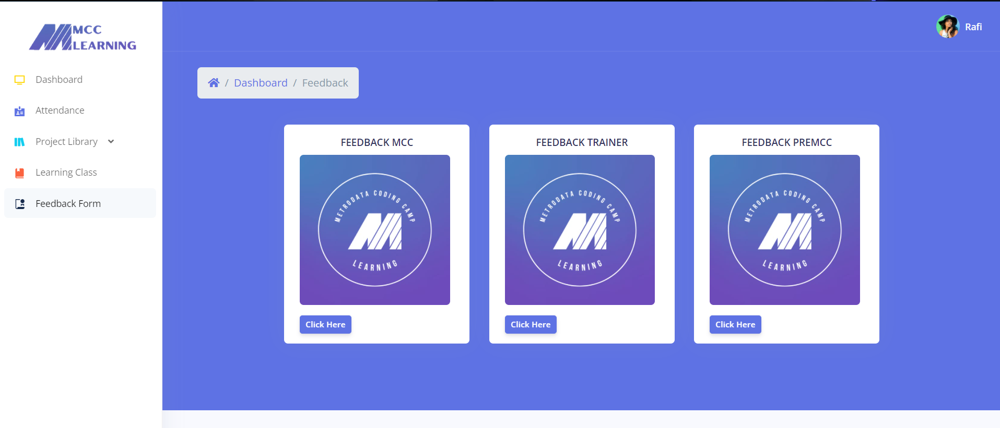 MCC
LEARNING
Rafi
Dashboard
Attendance
Project Library
Learning Class
Feedback Form
/ Dashboard / Feedback
FEEDBACK MCC
METRODATA CODING CAMP
LEARNING
Click Here
FEEDBACK TRAINER
METRODATA CODING CAMP
LEARNING
Click Here
FEEDBACK PREMCC
METRODATA CODING CAMP
LEARNING
Click Here